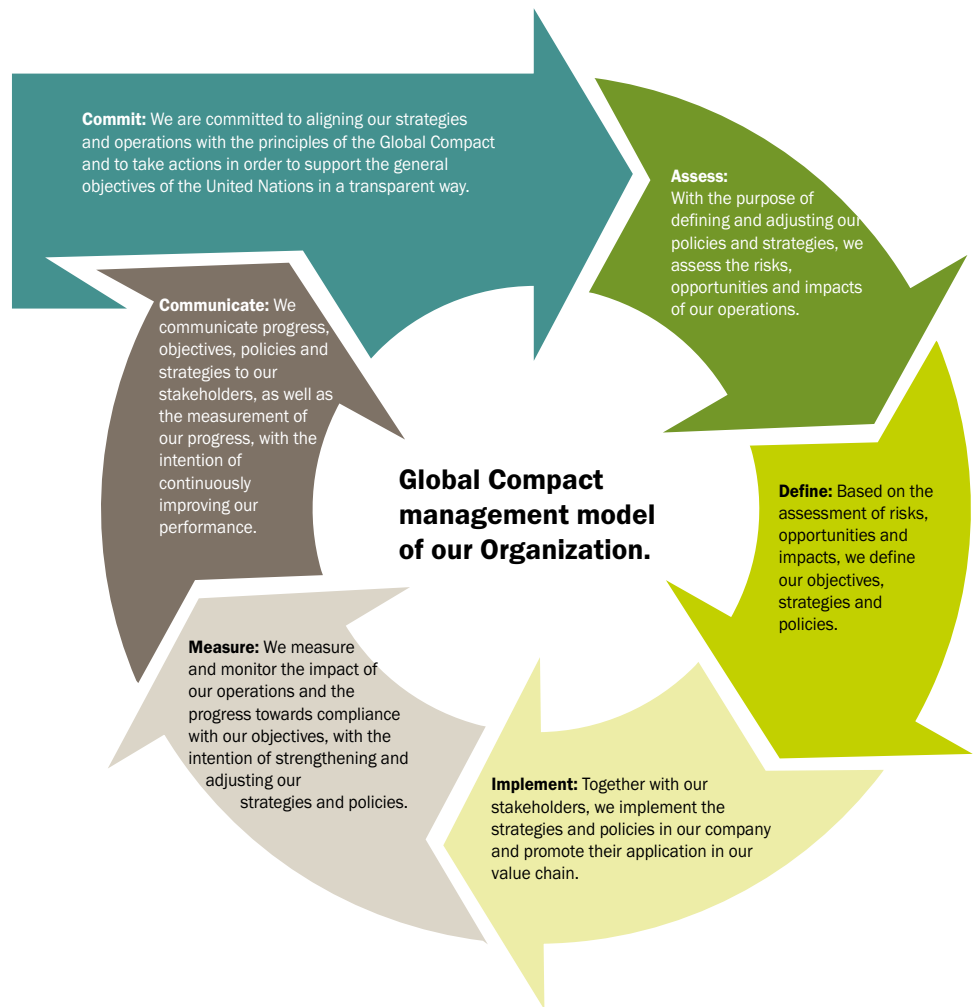 Commit: We are committed to aligning our strategies
and operations with the principles of the Global Compact
and to take actions in order to support the general
objectives of the United Nations in a transparent way.
Assess:
With the purpose of
defining and adjusting our
policies and strategies, we
assess the risks,
opportunities and impacts
of our operations.
Define: Based on the
assessment of risks,
opportunities and
impacts, we define
our objectives,
strategies and
policies.
Implement: Together with our
stakeholders, we implement the
strategies and policies in our company
and promote their application in our
value chain.
Measure: We measure
and monitor the impact of
our operations and the
progress towards compliance
with our objectives, with the
intention of strengthening and
adjusting our
strategies and policies.
Communicate: We
communicate progress,
objectives, policies and
strategies to our
stakeholders, as well as
the measurement of
our progress, with the
intention of
continuously
improving our
performance.
Global Compact
management model
of our Organization.